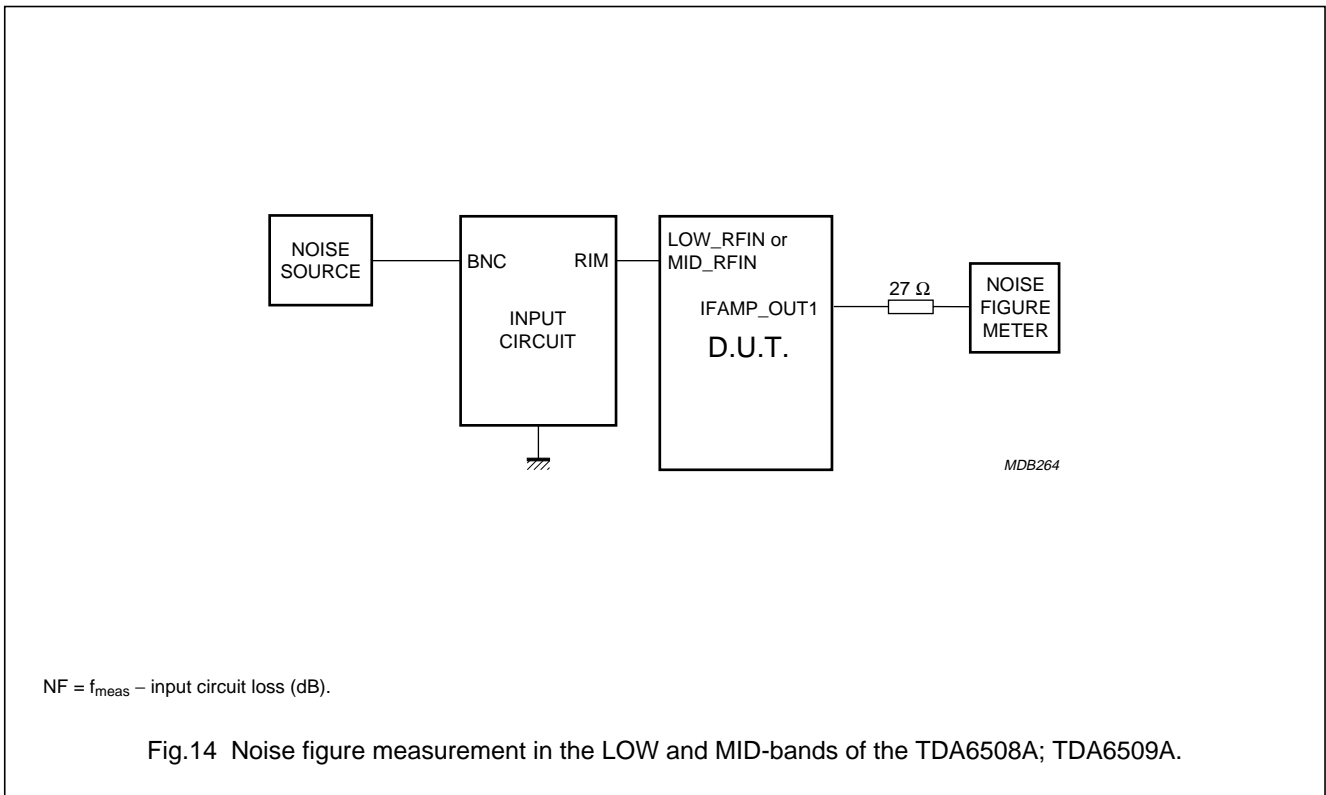 NOISE
SOURCE
BNC
RIM
INPUT
CIRCUIT
LOW_RFIN or
MID_RFIN
IFAMP_OUT1
D.U.T.
27 Ω
NOISE
FIGURE
METER
MDB264
NF = fmeas − input circuit loss (dB).
Fig.14 Noise figure measurement in the LOW and MID-bands of the TDA6508A; TDA6509A.